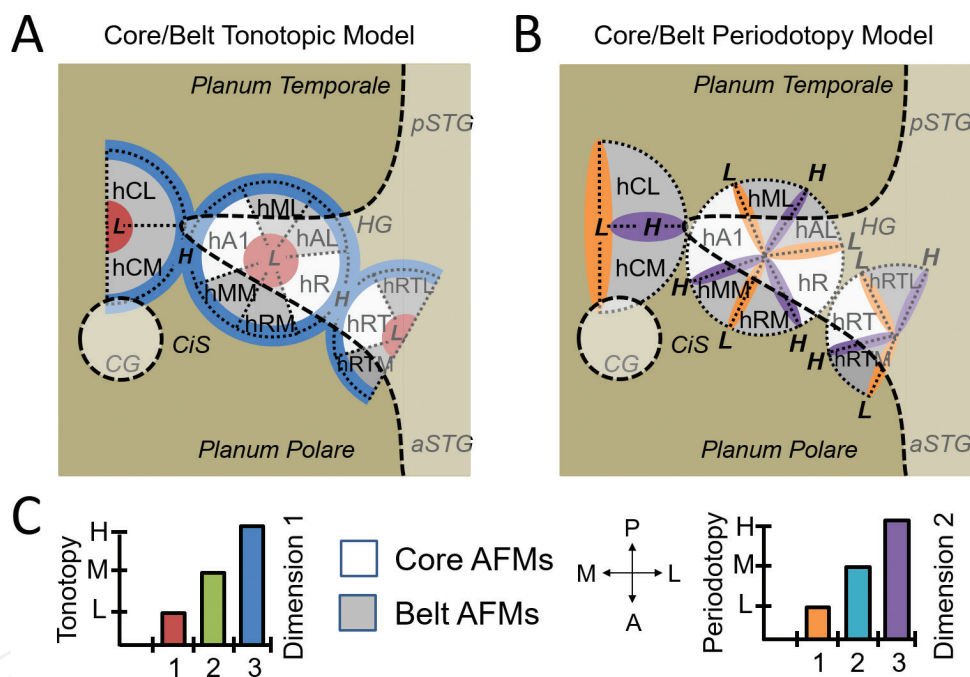 A
Core/Belt Tonotopic Model
Planum Temporale
pSTG
hCL
L
hCM
H
hML
hA1
hAL
HG
L
hMM
hR
hRM
H
hRTL
hRT
L
hRTM
CiS
CG
Planum Polare
aSTG
B
Core/Belt Periodotopy Model
Planum Temporale
pSTG
hCL
L
H
hCM
L
H
hML
hA1
hAL
HG
L
H
hMM
hR
L
hRM
H
L
H
hRTL
hRT
H
hRTM
L
CiS
CG
Planum Polare
aSTG
C
Tonotopy
H
M
L
1 2 3
Dimension 1
Core AFMs
Belt AFMs
P
M L
A
Periodotopy
H
M
L
1 2 3
Dimension 2